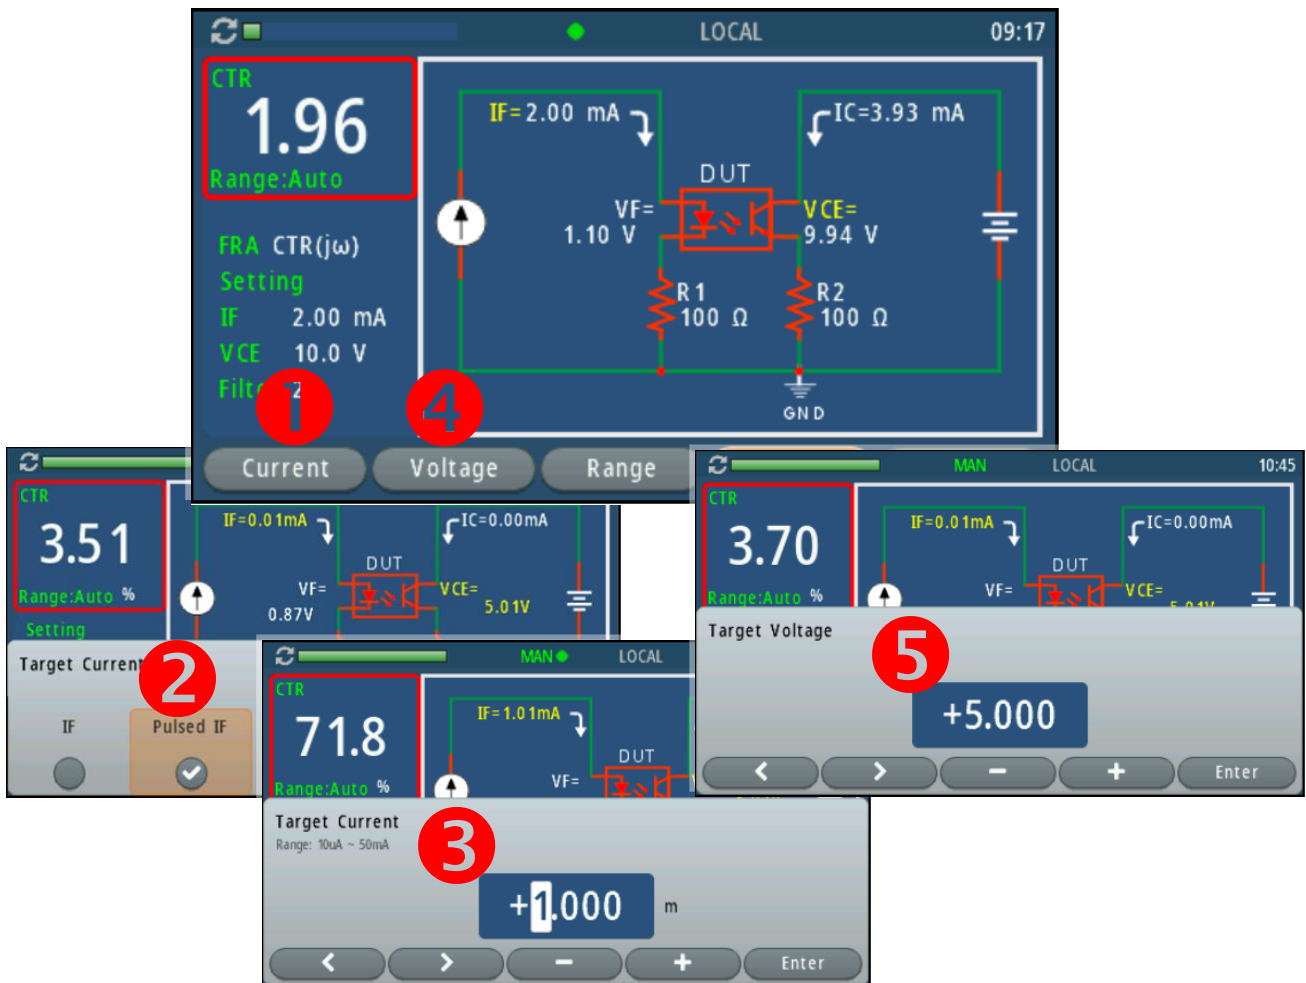 LOCAL
09:17
CTR
1.96
Range:Auto
IF=2.00 mA
IC=3.93 mA
DUT
VF=
1.10 V
VCE=
9.94 V
R1
100 Ω
R2
100 Ω
GND
FRA CTR(jω)
Setting
IF 2.00 mA
VCE 10.0 V
1
4
Current
Voltage
Range
CTR
3.51
Range:Auto %
Setting
IF=0.01mA
IC=0.00mA
DUT
VF=
0.87V
VCE=
5.01V
Target Current
2
IF
Pulsed IF
MAN
LOCAL
CTR
71.8
Range:Auto %
IF=1.01mA
DUT
VF=
Target Current
Range: 10uA ~ 50mA
3
+1.000 m
Enter
MAN
LOCAL
10:45
CTR
3.70
Range:Auto %
IF=0.01mA
IC=0.00mA
DUT
VF=
VCE=
Target Voltage
5
+5.000
Enter